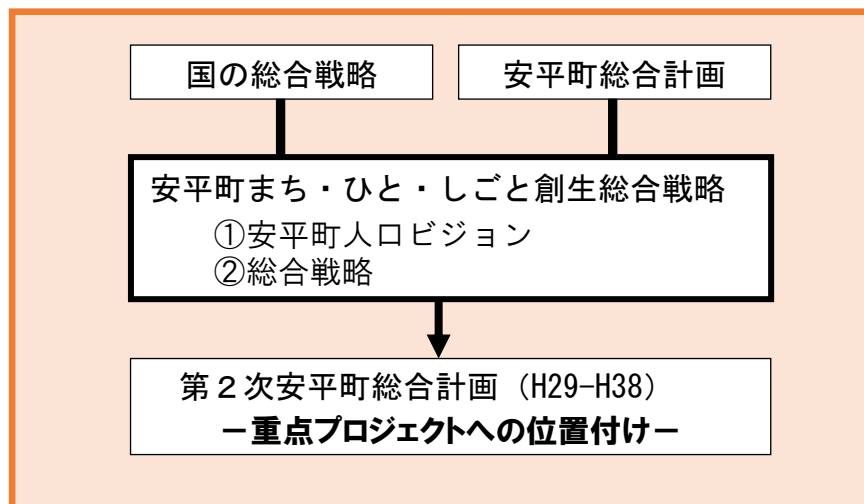 国の総合戦略
安平町総合計画
安平町まち・ひと・しごと創生総合戦略
①安平町人口ビジョン
②総合戦略
第２次安平町総合計画（H29-H38）
－重点プロジェクトへの位置付け－